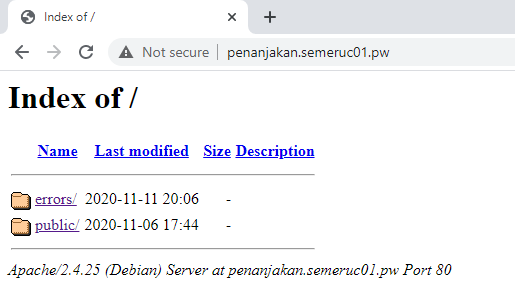 Index of /
Not secure penanjakan.semeruc01.pw
Index of /
Name Last modified Size Description
errors/ 2020-11-11 20:06 -
public/ 2020-11-06 17:44 -
Apache/2.4.25 (Debian) Server at penanjakan.semeruc01.pw Port 80